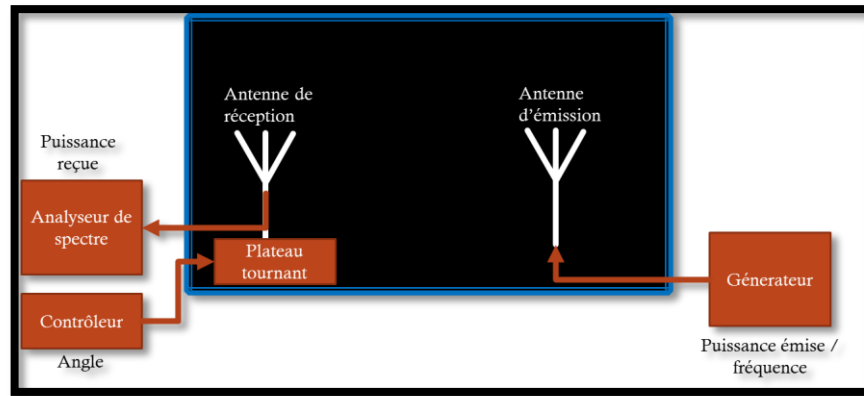 Antenne de
réception
Antenne
d'émission
Puissance
reçue
Analyseur de
spectre
Plateau
tournant
Génerateur
Contrôleur
Angle
Puissance émise /
fréquence